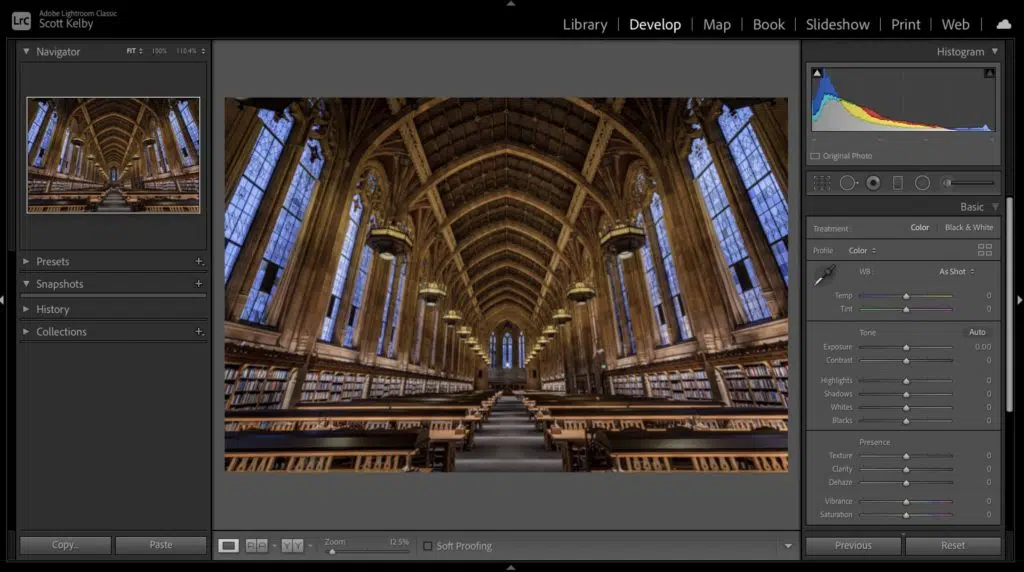 LrC Adobe Lightroom Classic
Scott Kelby
Library | Develop | Map | Book | Slideshow | Print | Web
Navigator FIT 100% 110.4%
Presets
Snapshots
History
Collections
Copy... Paste
RA YY Zoom 12.5% Soft Proofing
Histogram
Original Photo
Basic
Treatment : Color Black & White
Profile Color
WB : As Shot
Temp 0
Tint 0
Tone Auto
Exposure 0.00
Contrast 0
Highlights 0
Shadows 0
Whites 0
Blacks 0
Presence
Texture 0
Clarity 0
Dehaze 0
Vibrance 0
Saturation 0
Previous Reset